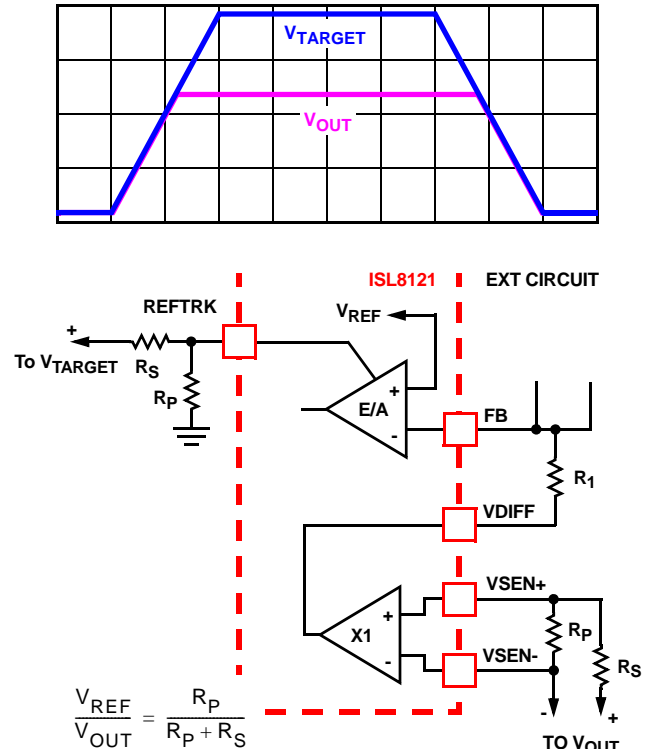 VTARGET
VOUT
ISL8121 EXT CIRCUIT
REFTRK
VREF
+
To VTARGET
RS
RP
+
E/A
-
FB
R1
VDIFF
VSEN+
+
X1
-
RP
VSEN-
RS
- +
TO VOUT
VREF / VOUT = RP / RP + RS